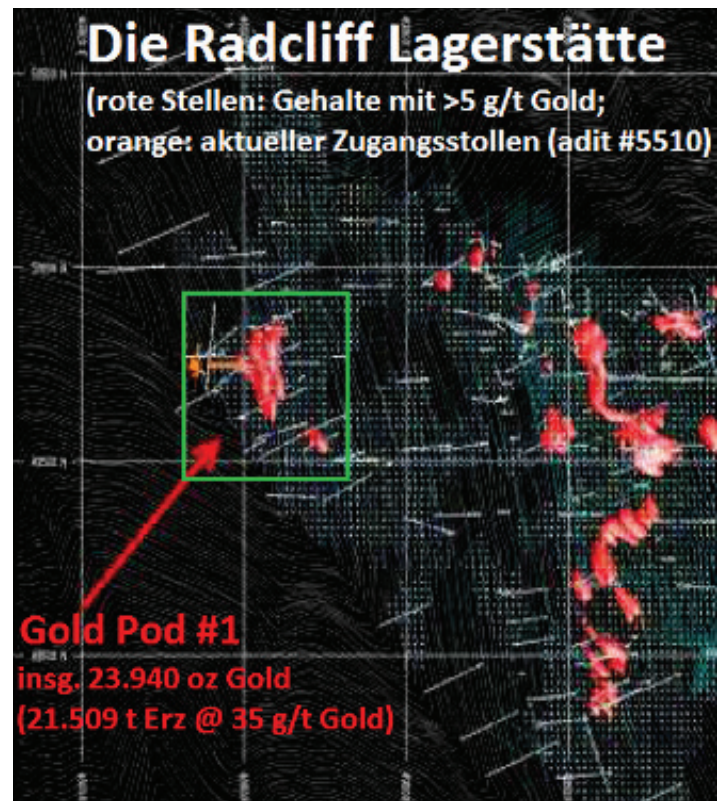 Die Radcliff Lagerstätte
(rote Stellen: Gehalte mit >5 g/t Gold;
orange: aktueller Zugangsstollen (adit #5510)
Gold Pod #1
insg. 23.940 oz Gold
(21.509 t Erz @ 35 g/t Gold)